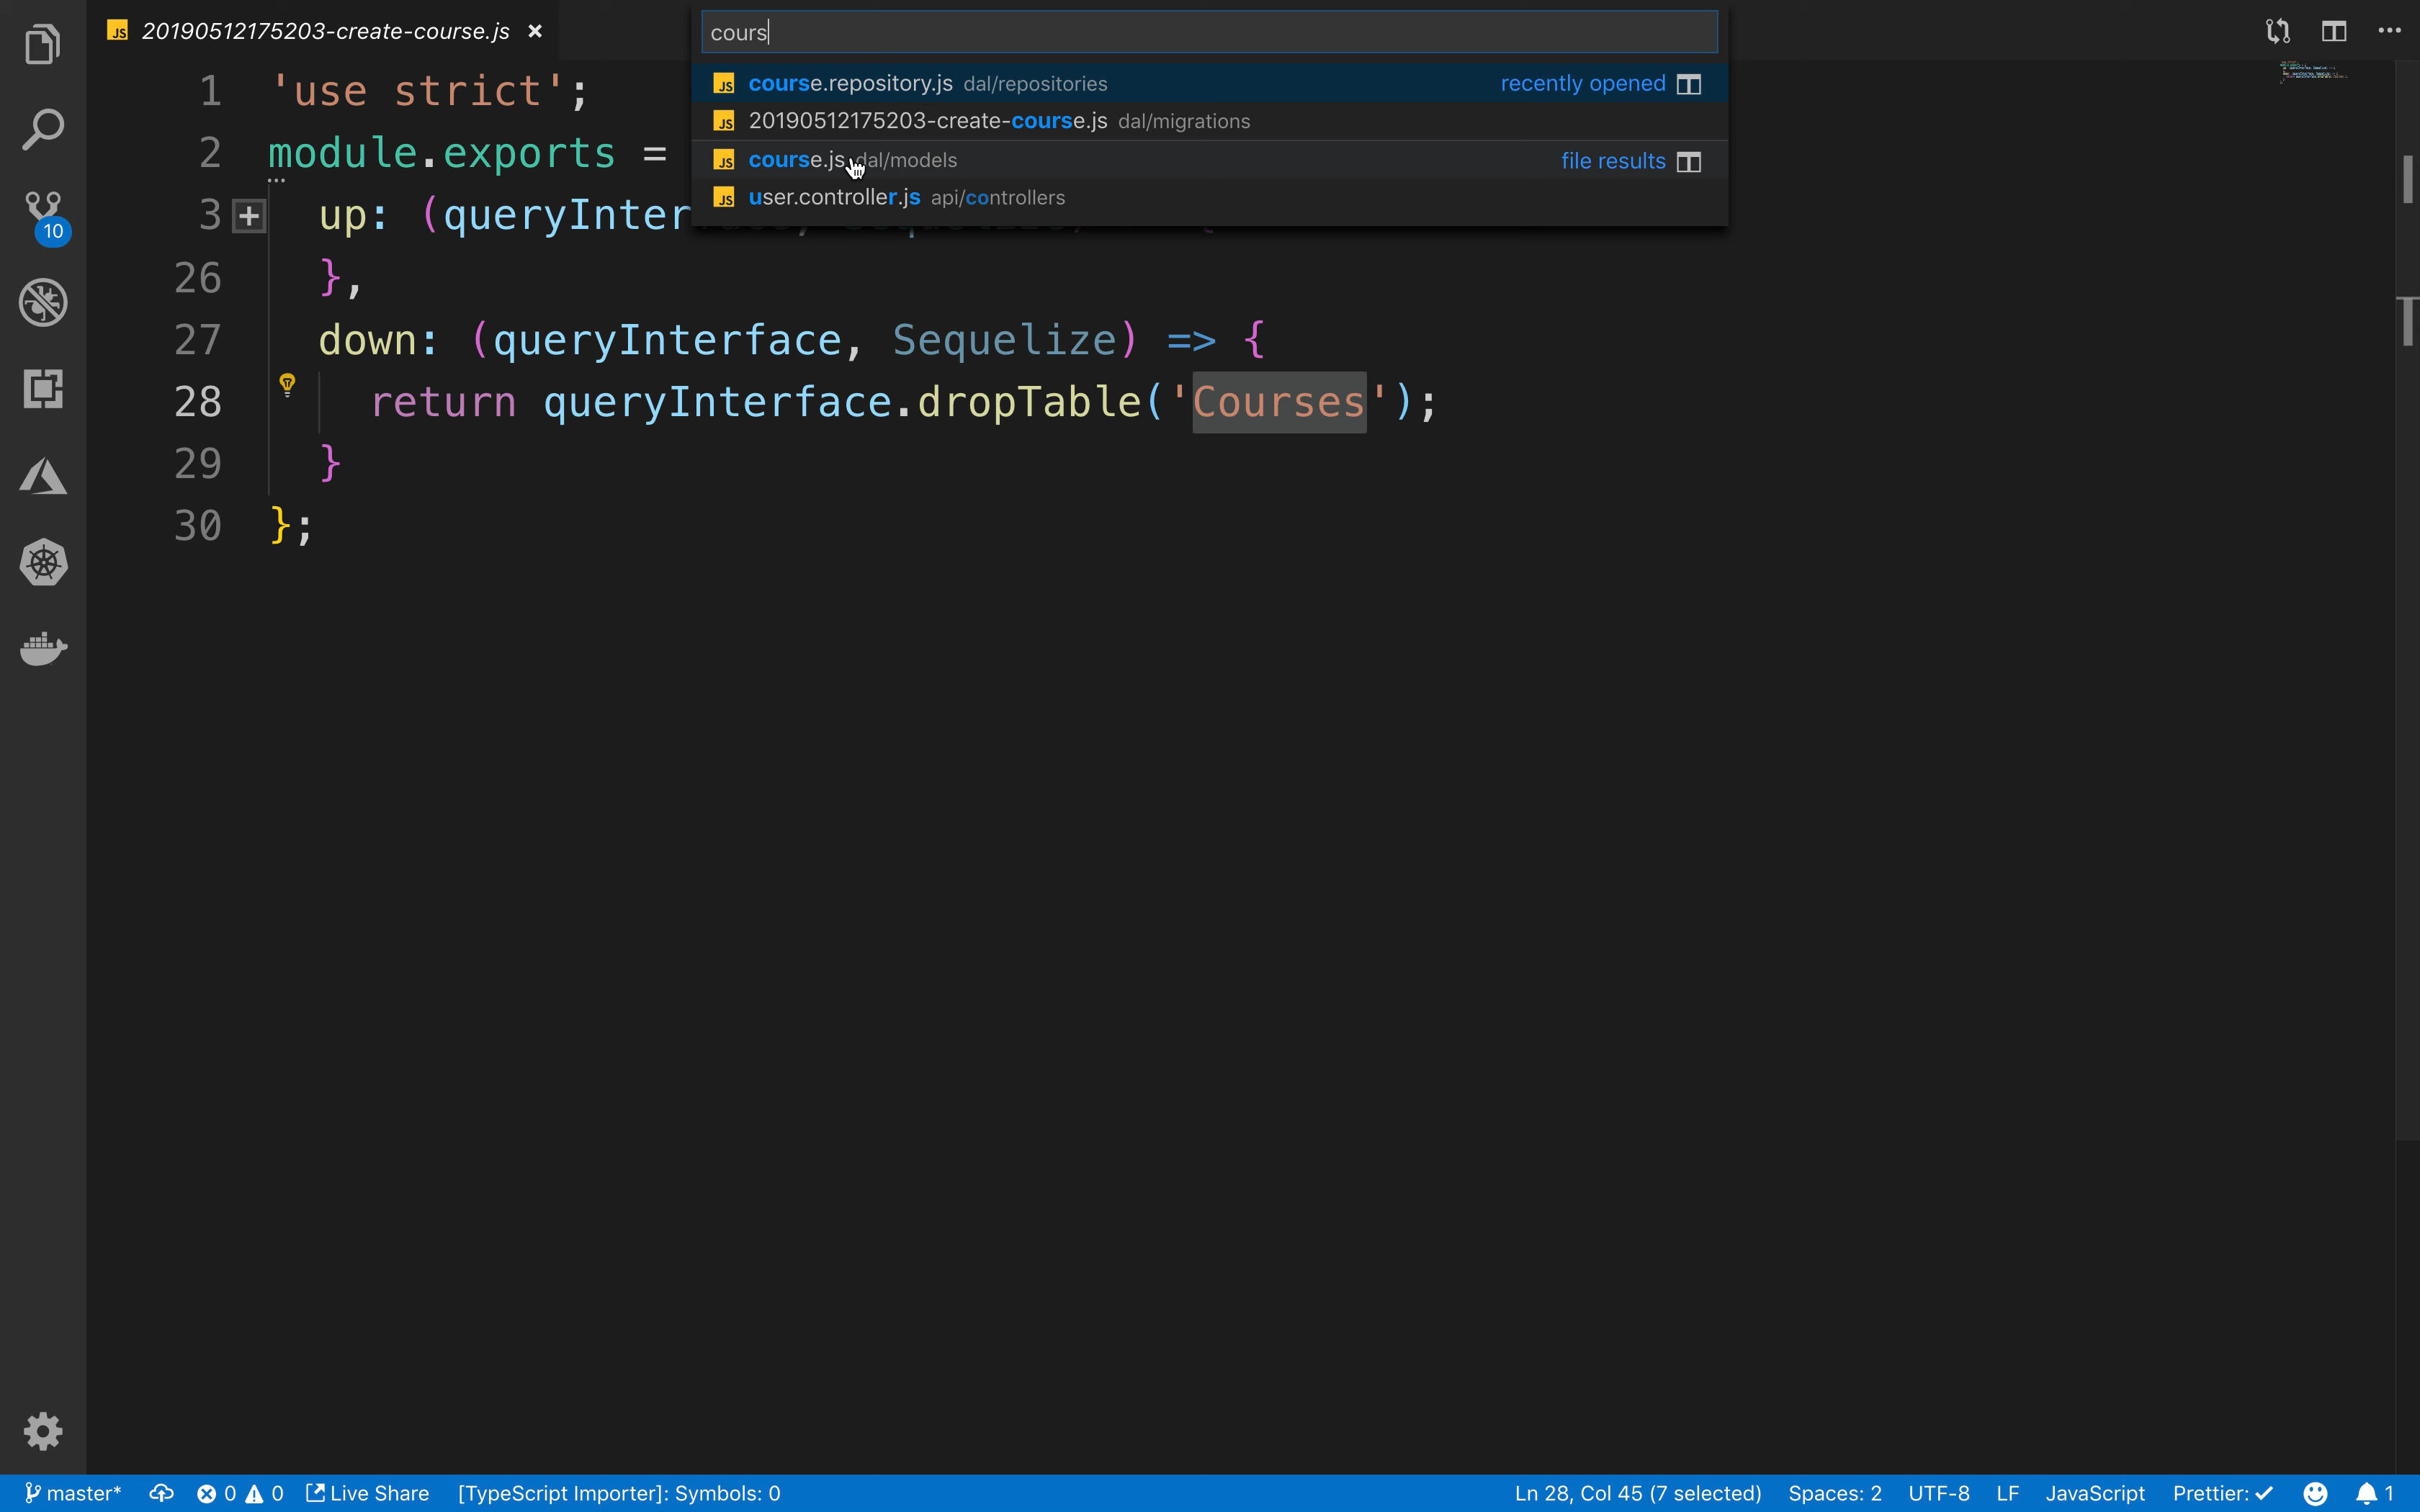 20190512175203-create-course.js
cours
course.repository.js dal/repositories recently opened
20190512175203-create-course.js dal/migrations
course.js dal/models file results
user.controller.js api/controllers
1 'use strict';
2 module.exports =
3 up: (queryInter
26 },
27 down: (queryInterface, Sequelize) => {
28 return queryInterface.dropTable('Courses');
29 }
30 };
10
master* 0 0 Live Share [TypeScript Importer]: Symbols: 0 Ln 28, Col 45 (7 selected) Spaces: 2 UTF-8 LF JavaScript Prettier: 1